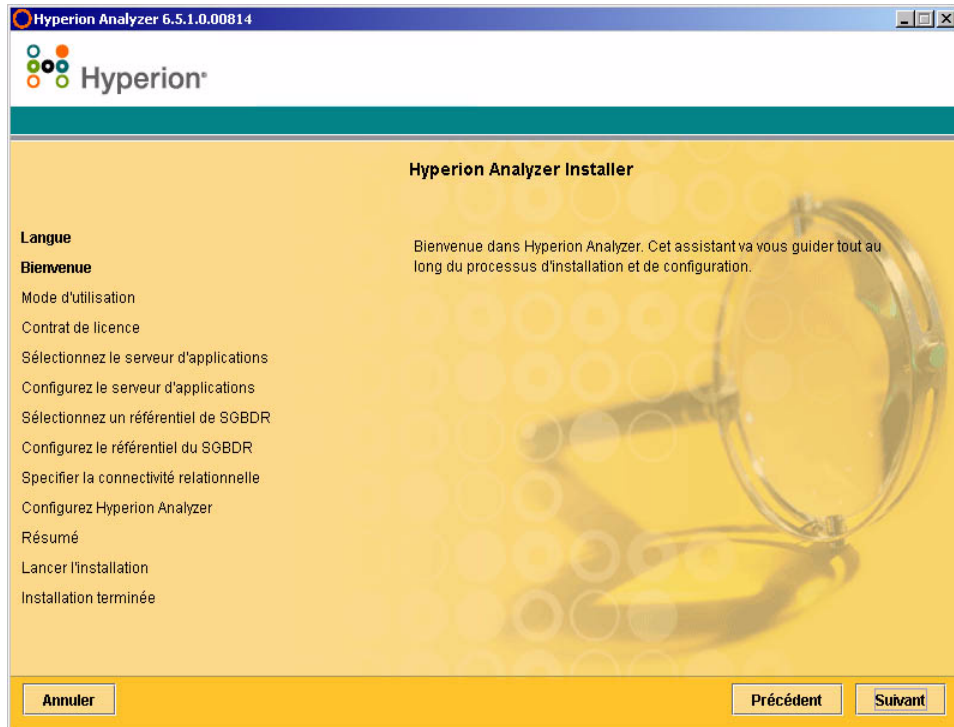 Hyperion Analyzer 6.5.1.0.00814
Hyperion®
Hyperion Analyzer Installer
Langue
Bienvenue
Mode d'utilisation
Contrat de licence
Sélectionnez le serveur d'applications
Configurez le serveur d'applications
Sélectionnez un référentiel de SGBDR
Configurez le référentiel du SGBDR
Specifier la connectivité relationnelle
Configurez Hyperion Analyzer
Résumé
Lancer l'installation
Installation terminée
Bienvenue dans Hyperion Analyzer. Cet assistant va vous guider tout au
long du processus d'installation et de configuration.
Annuler
Précédent
Suivant